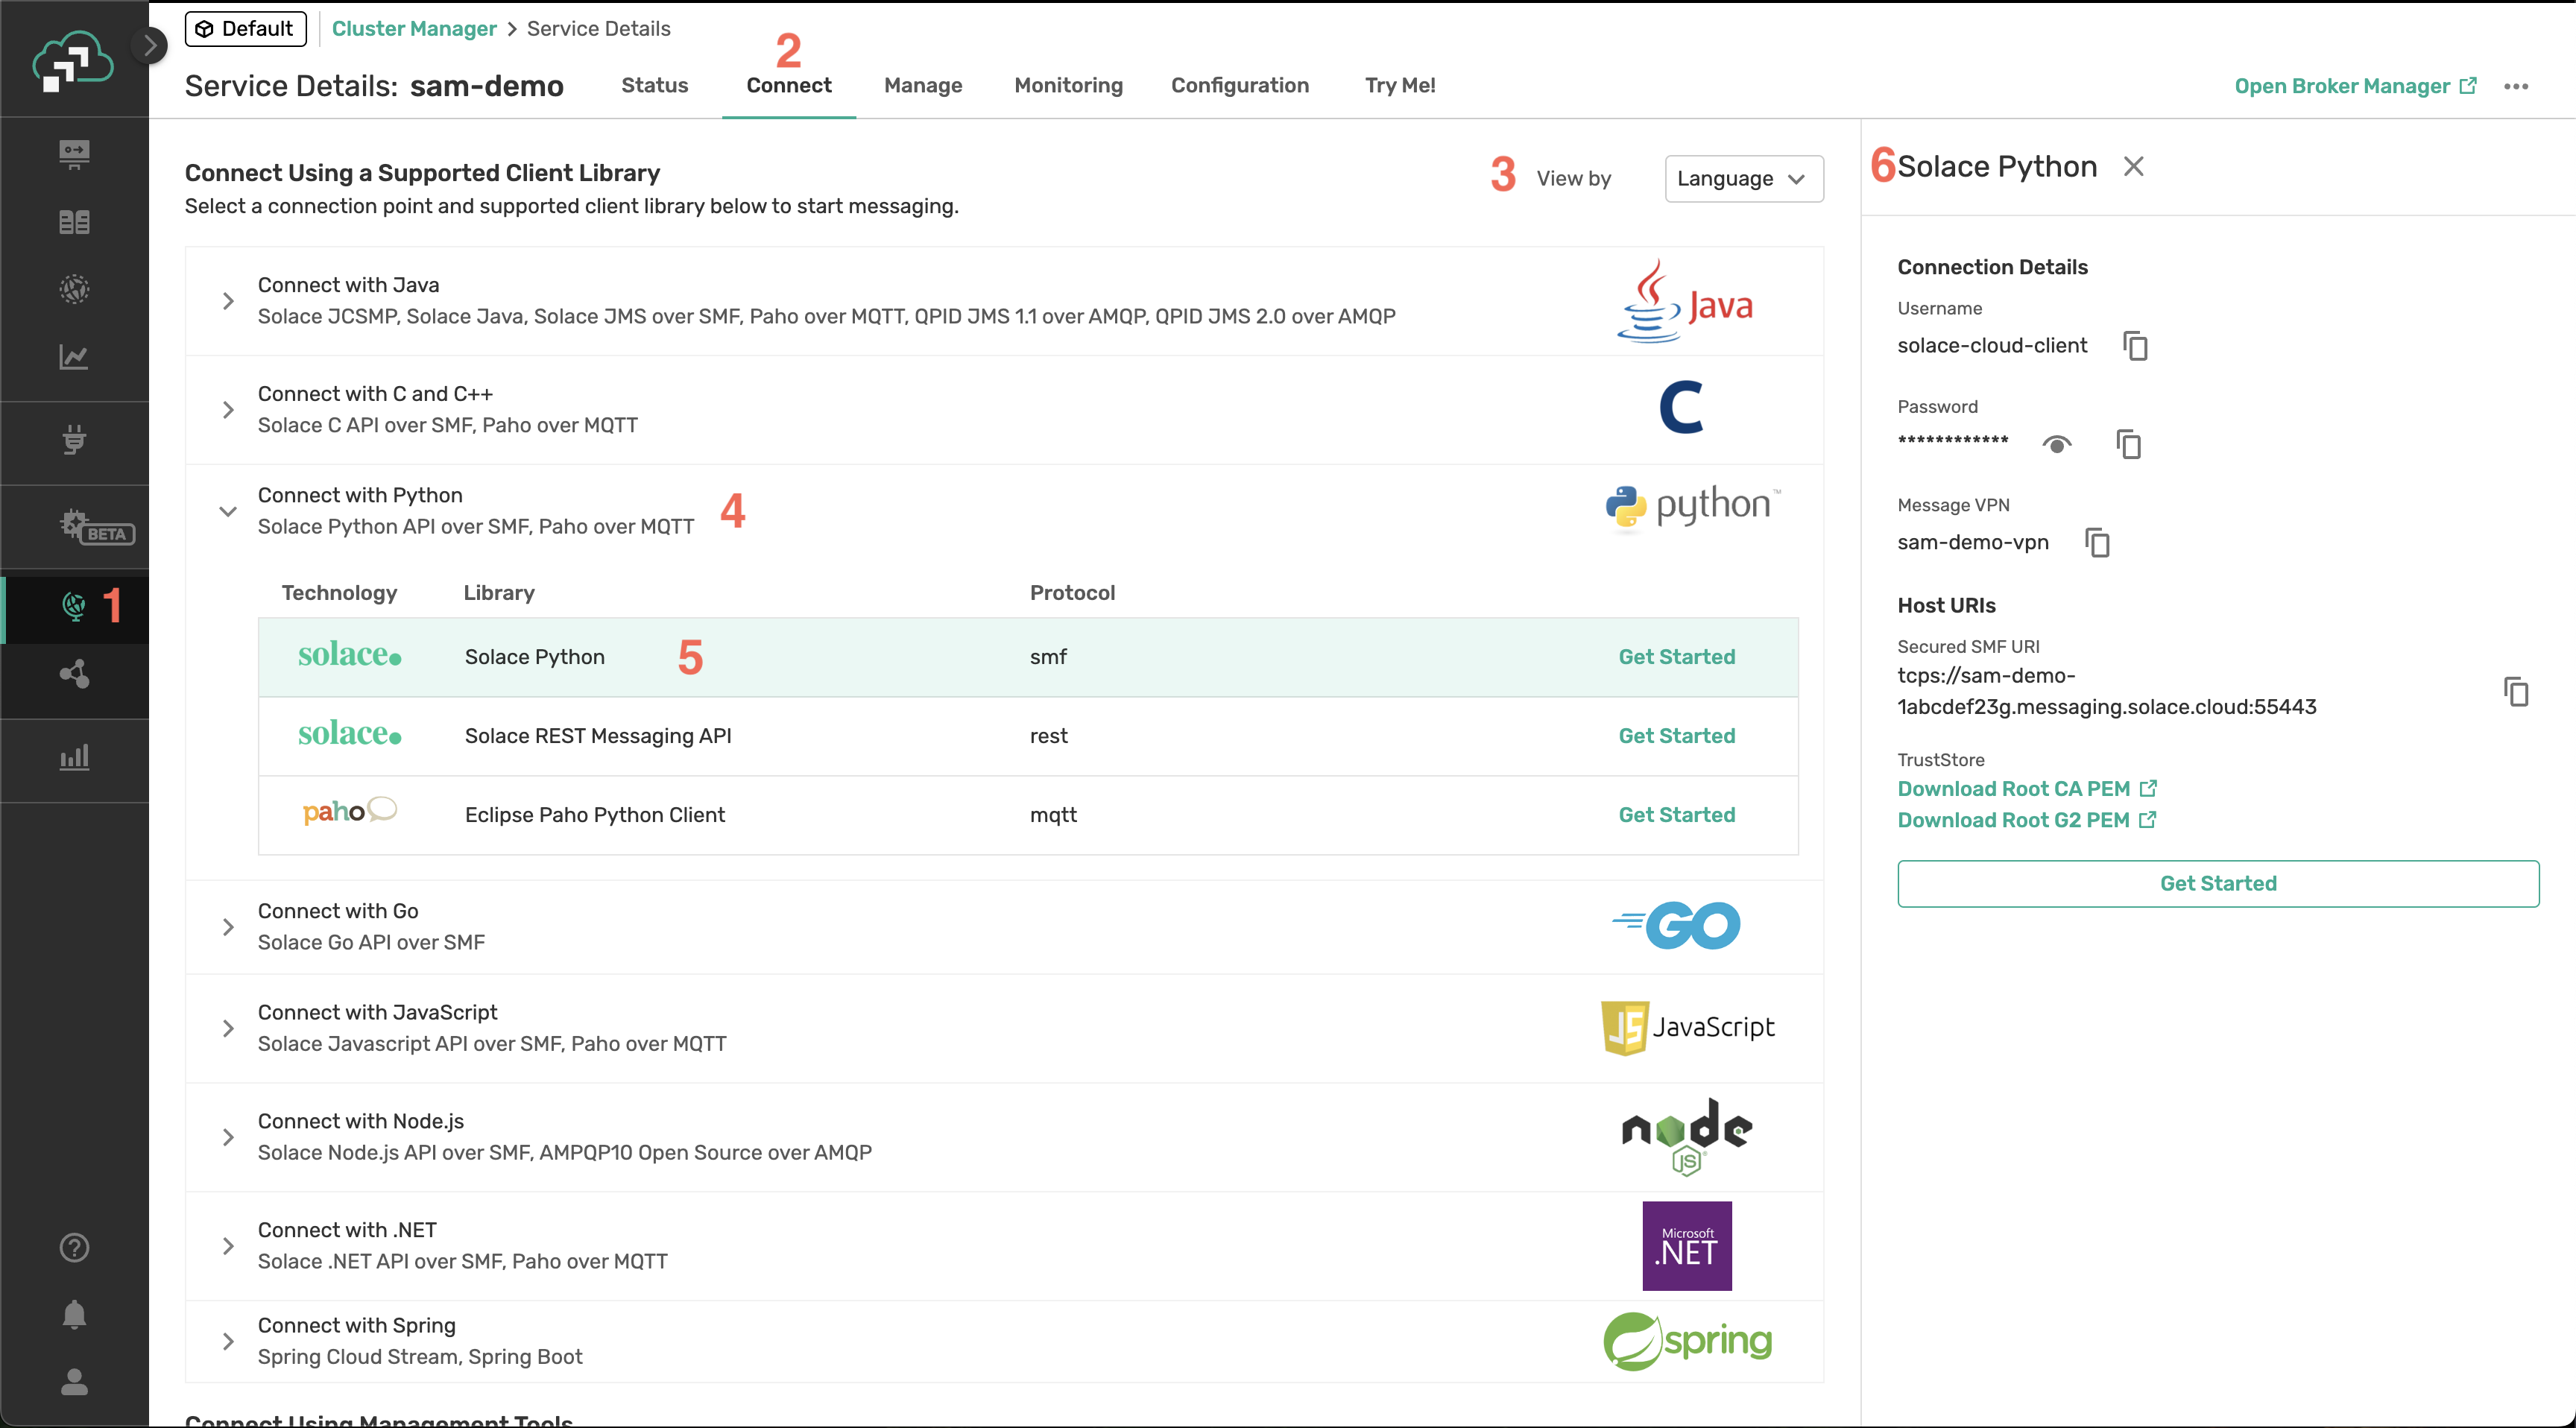 Default
Cluster Manager > Service Details
2
Service Details: sam-demo
Status
Connect
Manage
Monitoring
Configuration
Try Me!
Open Broker Manager
BETA
1
Connect Using a Supported Client Library
Select a connection point and supported client library below to start messaging.
3
View by
Language
Connect with Java
Solace JCSMP, Solace Java, Solace JMS over SMF, Paho over MQTT, QPID JMS 1.1 over AMQP, QPID JMS 2.0 over AMQP
Java
Connect with C and C++
Solace C API over SMF, Paho over MQTT
C
Connect with Python
Solace Python API over SMF, Paho over MQTT
4
python™
Technology
Library
Protocol
solace.
Solace Python
5
smf
Get Started
solace.
Solace REST Messaging API
rest
Get Started
paho
Eclipse Paho Python Client
mqtt
Get Started
Connect with Go
Solace Go API over SMF
GO
Connect with JavaScript
Solace Javascript API over SMF, Paho over MQTT
JS JavaScript
Connect with Node.js
Solace Node.js API over SMF, AMPQP10 Open Source over AMQP
node
JS
Connect with .NET
Solace .NET API over SMF, Paho over MQTT
Microsoft
.NET
Connect with Spring
Spring Cloud Stream, Spring Boot
spring
Connect Using Management Tools
6
Solace Python
Connection Details
Username
solace-cloud-client
Password
************
Message VPN
sam-demo-vpn
Host URIs
Secured SMF URI
tcps://sam-demo-
1abcdef23g.messaging.solace.cloud:55443
TrustStore
Download Root CA PEM
Download Root G2 PEM
Get Started